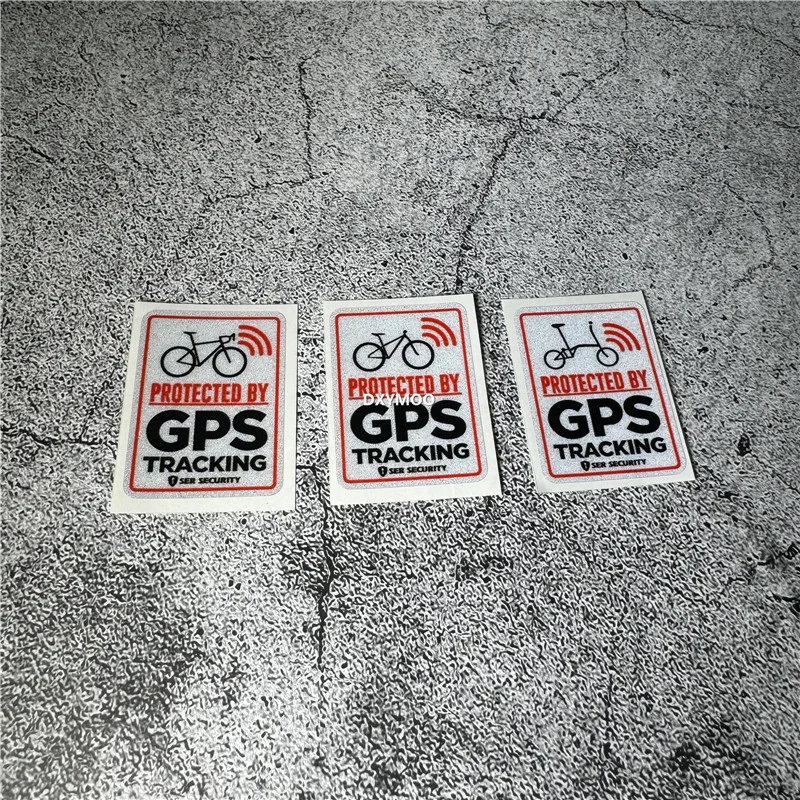 PROTECTED BY
GPS
TRACKING
SER SECURITY
PROTECTED BY
DXYMOO
GPS
TRACKING
SER SECURITY
PROTECTED BY
GPS
TRACKING
SER SECURITY